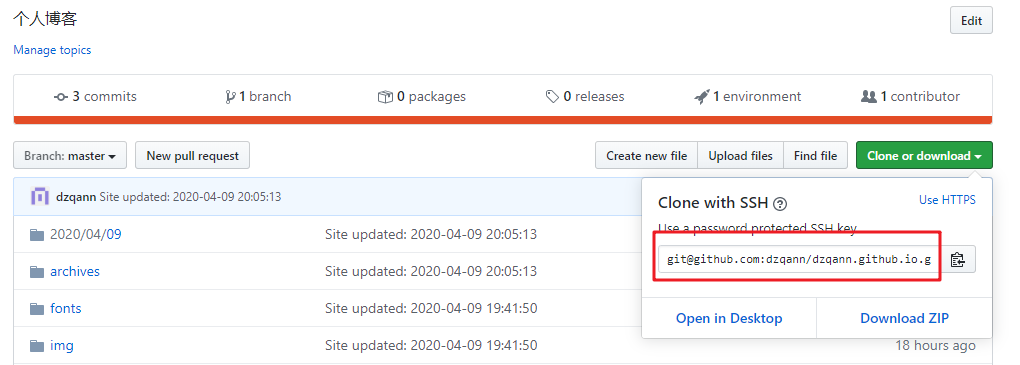 个人博客
Edit
Manage topics
3 commits 1 branch 0 packages 0 releases 1 environment 1 contributor
Branch: master New pull request Create new file Upload files Find file Clone or download
dzqann Site updated: 2020-04-09 20:05:13
Clone with SSH Use HTTPS
Use a password protected SSH key
git@github.com:dzqann/dzqann.github.io.g
Open in Desktop Download ZIP
2020/04/09 Site updated: 2020-04-09 20:05:13
archives Site updated: 2020-04-09 20:05:13
fonts Site updated: 2020-04-09 19:41:50
img Site updated: 2020-04-09 19:41:50 18 hours ago